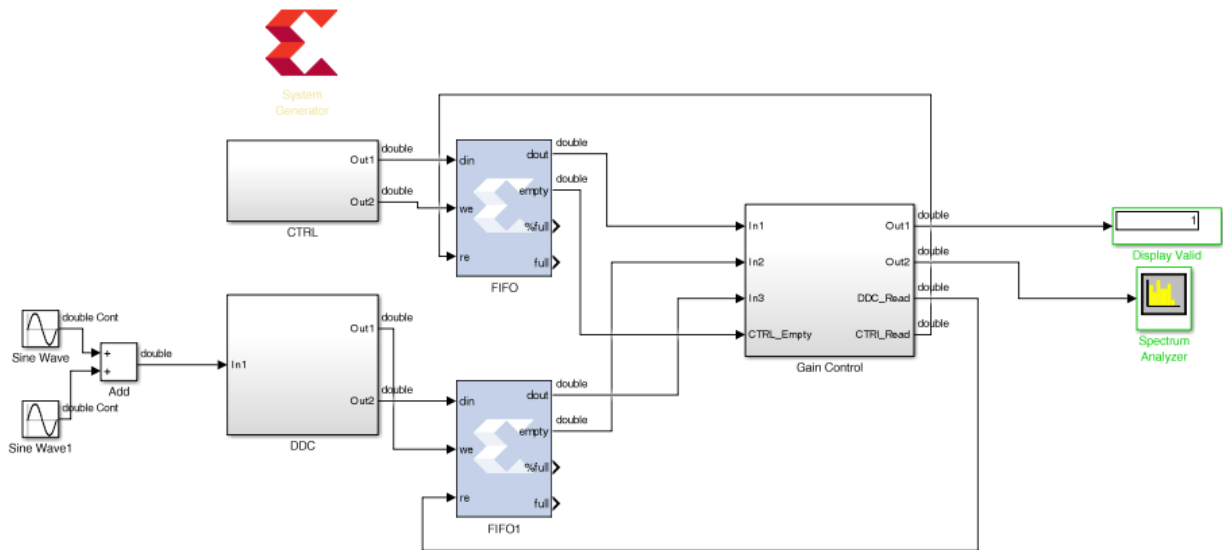 System
Generator
Out1
double
Out2
double
CTRL
din
we
re
dout
double
empty
double
%full
full
FIFO
In1
In2
In3
CTRL_Empty
Out1
double
Out2
double
DDC_Read
double
CTRl_Read
double
Gain Control
1
Display Valid
Spectrum
Analyzer
double Cont
Sine Wave
double Cont
Sine Wave1
+
+
Add
double
In1
Out1
double
Out2
double
DDC
din
we
re
dout
double
empty
double
%full
full
FIFO1